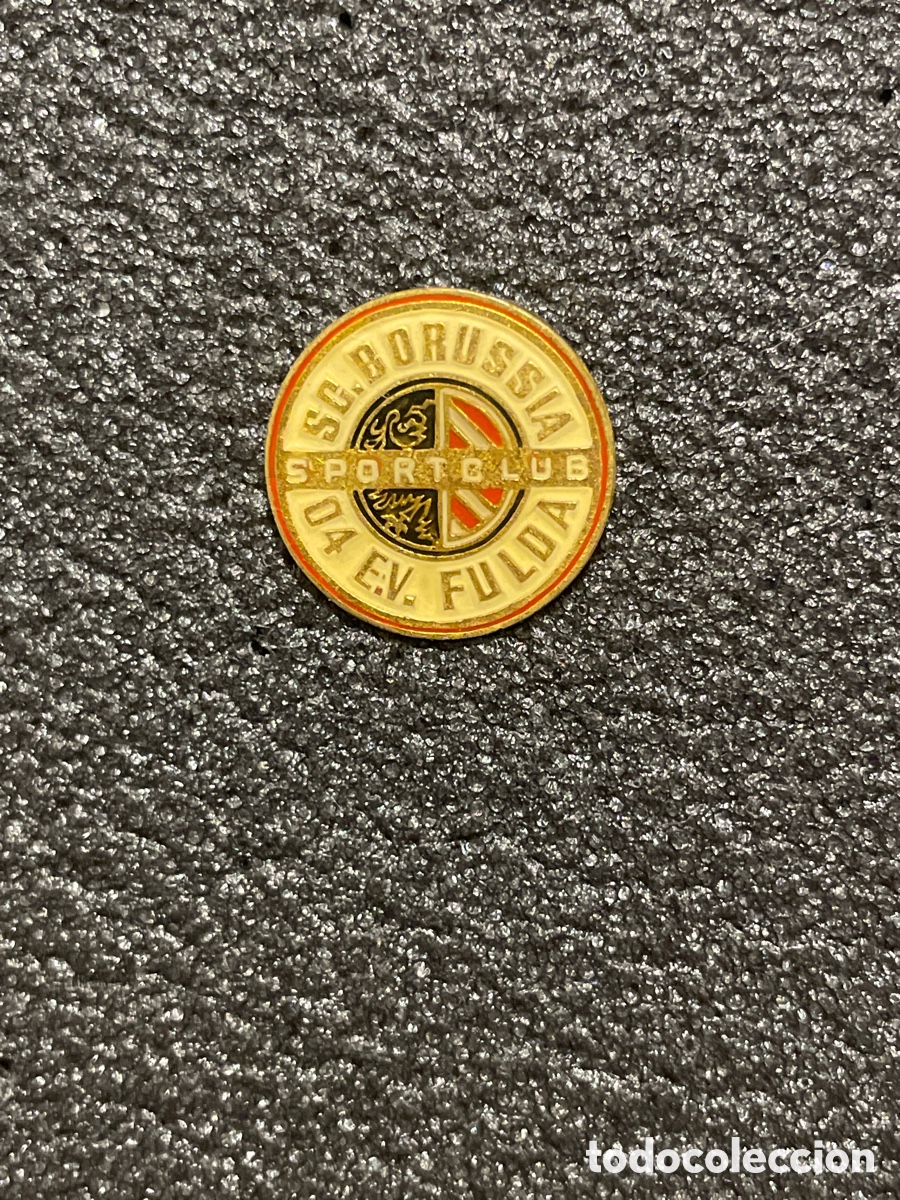 SC. BORUSSIA
SPORTCLUB
04 E.V. FULDA
todocoleccion